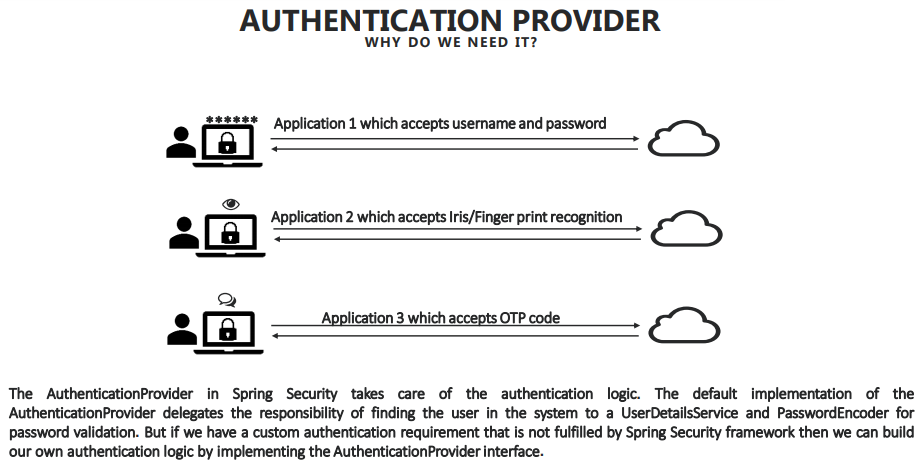 AUTHENTICATION PROVIDER
WHY DO WE NEED IT?
******
Application 1 which accepts username and password
Application 2 which accepts Iris/Finger print recognition
Application 3 which accepts OTP code
The AuthenticationProvider in Spring Security takes care of the authentication logic. The default implementation of the
AuthenticationProvider delegates the responsibility of finding the user in the system to a UserDetailsService and PasswordEncoder for
password validation. But if we have a custom authentication requirement that is not fulfilled by Spring Security framework then we can build
our own authentication logic by implementing the AuthenticationProvider interface.